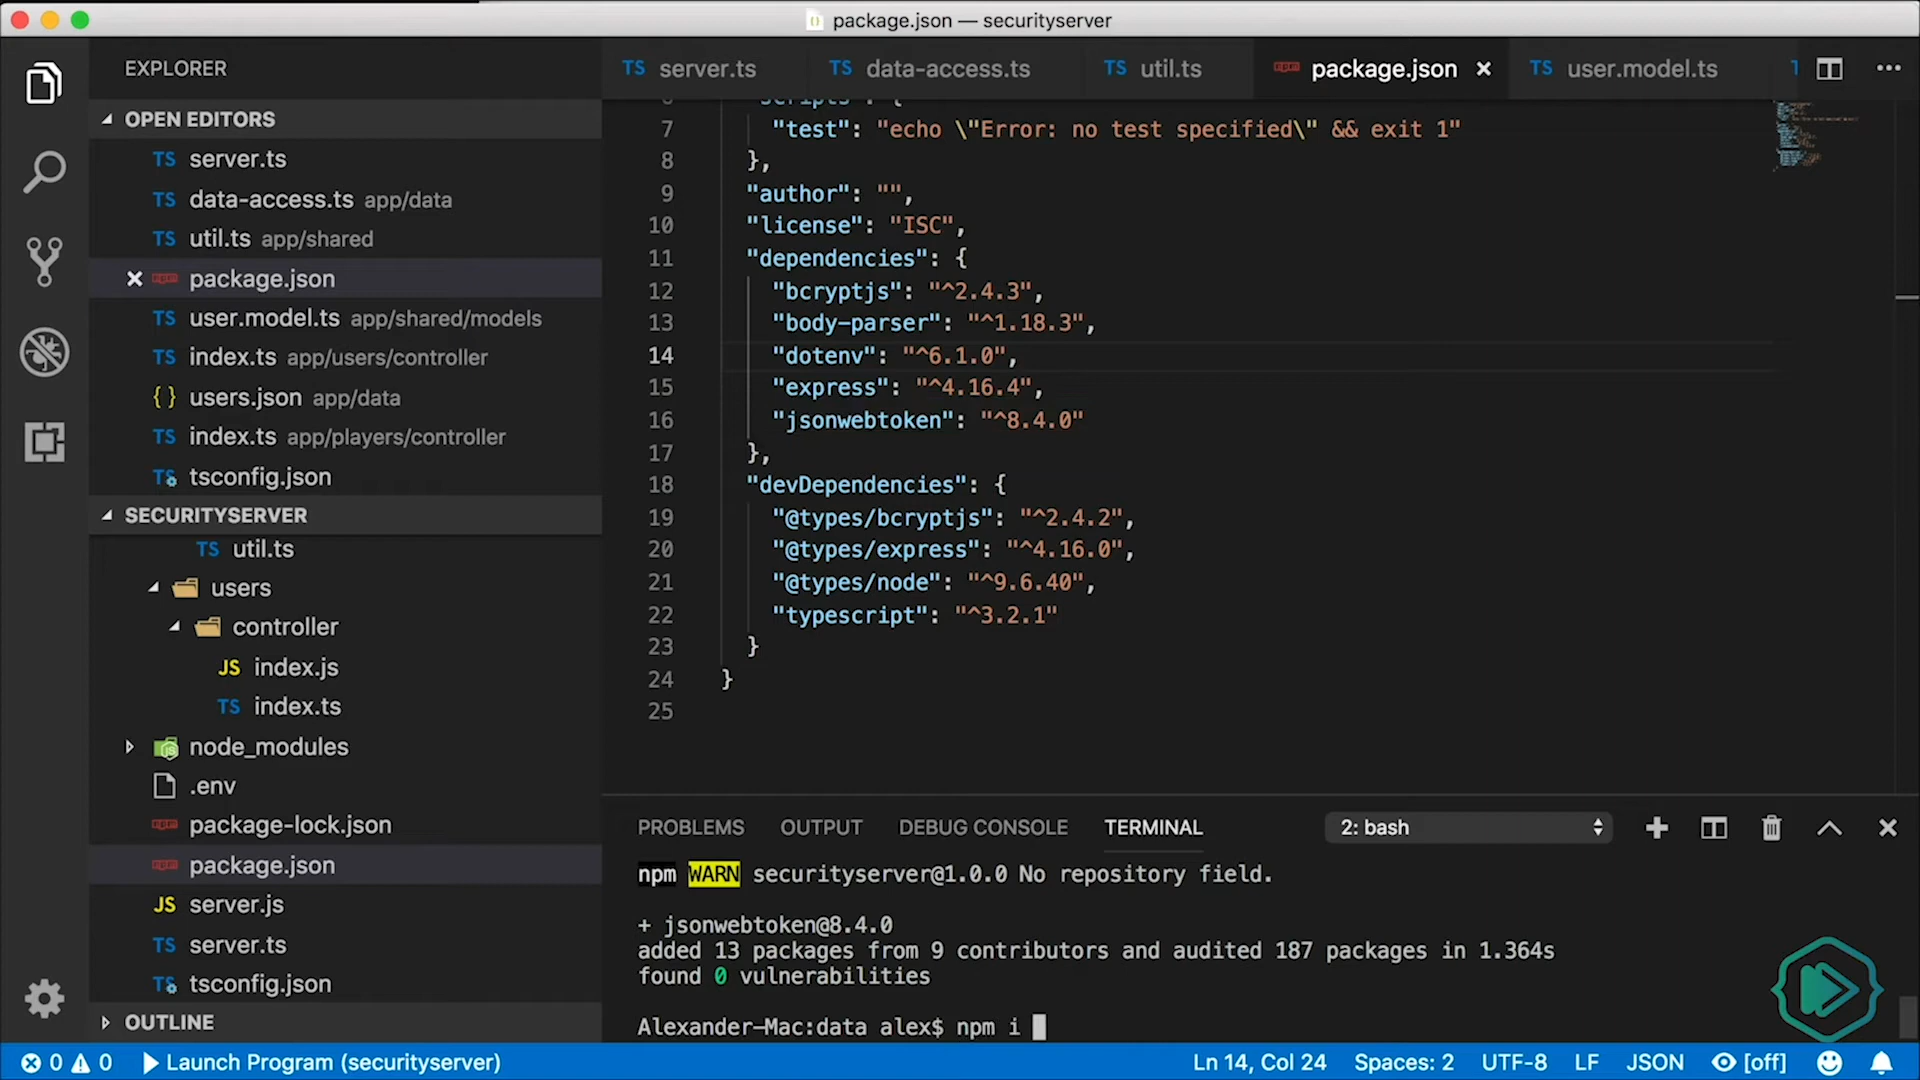 package.json — securityserver
EXPLORER
OPEN EDITORS
TS server.ts
TS data-access.ts app/data
TS util.ts app/shared
package.json
TS user.model.ts app/shared/models
TS index.ts app/users/controller
{ } users.json app/data
TS index.ts app/players/controller
TS tsconfig.json
SECURITYSERVER
TS util.ts
users
controller
JS index.js
TS index.ts
node_modules
.env
package-lock.json
package.json
JS server.js
TS server.ts
TS tsconfig.json
OUTLINE
TS server.ts TS data-access.ts TS util.ts package.json TS user.model.ts
6 "scripts": {
7 "test": "echo \"Error: no test specified\" && exit 1"
8 },
9 "author": "",
10 "license": "ISC",
11 "dependencies": {
12 "bcryptjs": "^2.4.3",
13 "body-parser": "^1.18.3",
14 "dotenv": "^6.1.0",
15 "express": "^4.16.4",
16 "jsonwebtoken": "^8.4.0"
17 },
18 "devDependencies": {
19 "@types/bcryptjs": "^2.4.2",
20 "@types/express": "^4.16.0",
21 "@types/node": "^9.6.40",
22 "typescript": "^3.2.1"
23 }
24 }
25
PROBLEMS OUTPUT DEBUG CONSOLE TERMINAL 2: bash
npm WARN securityserver@1.0.0 No repository field.
+ jsonwebtoken@8.4.0
added 13 packages from 9 contributors and audited 187 packages in 1.364s
found 0 vulnerabilities
Alexander-Mac:data alex$ npm i
0 0 Launch Program (securityserver) Ln 14, Col 24 Spaces: 2 UTF-8 LF JSON [off]